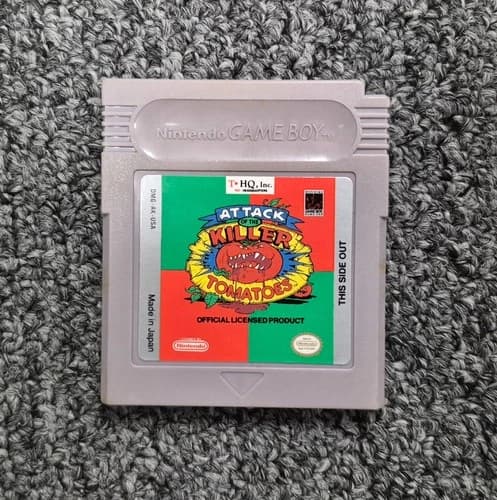 Nintendo GAME BOY TM
T·HQ, Inc.
ATTACK
OF THE
KILLER
TOMATOES
OFFICIAL LICENSED PRODUCT
Nintendo
DMG-AK-USA
Made in Japan
THIS SIDE OUT